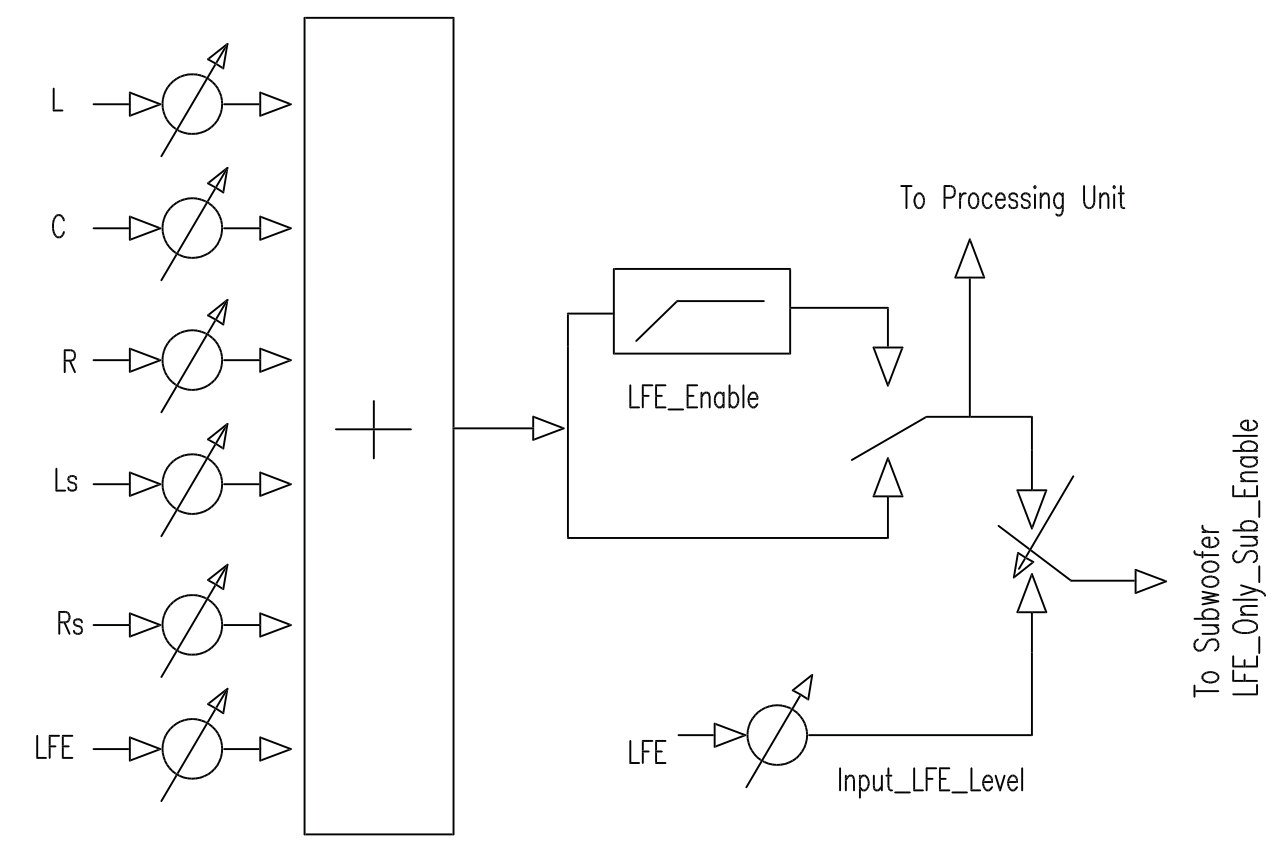 L
C
R
Ls
Rs
LFE
+
LFE_Enable
To Processing Unit
LFE
Input_LFE_Level
To Subwoofer
LFE_Only_Sub_Enable